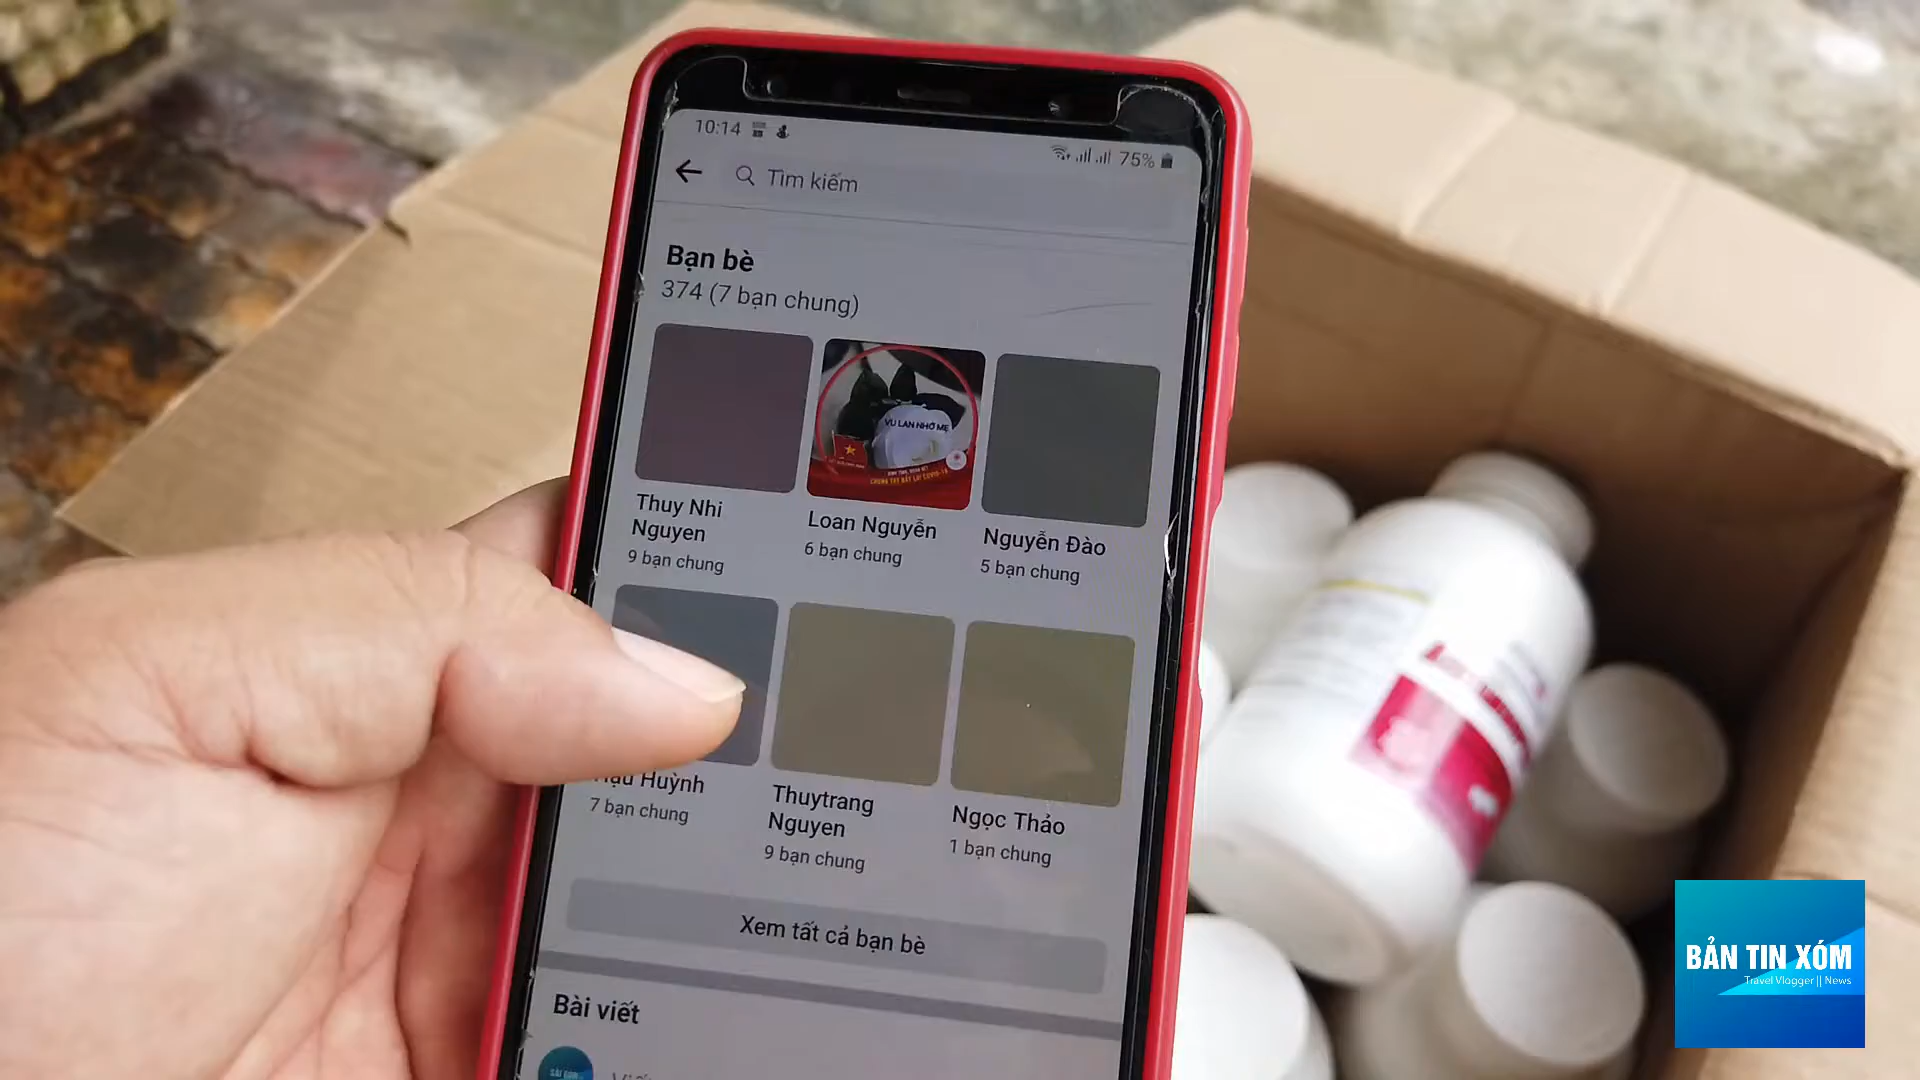 10:14
75%
Tìm kiếm
Bạn bè
374 (7 bạn chung)
VU LAN NHỚ MẸ
Thuy Nhi
Nguyen
9 bạn chung
Loan Nguyễn
6 bạn chung
Nguyễn Đào
5 bạn chung
Huỳnh
7 bạn chung
Thuytrang
Nguyen
9 bạn chung
Ngọc Thảo
1 bạn chung
Xem tất cả bạn bè
Bài viết
BẢN TIN XÓM
Travel Vlogger || News